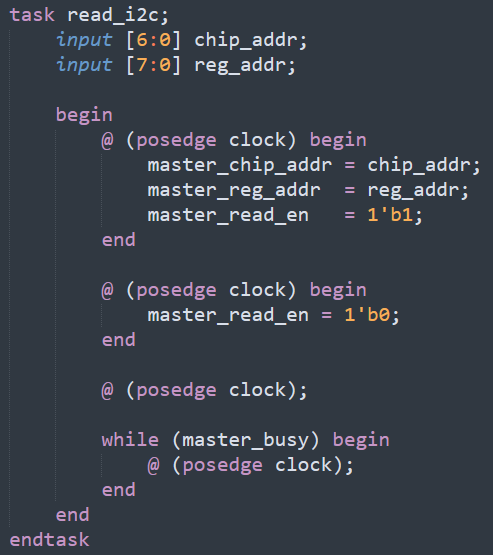 task read_i2c;
    input [6:0] chip_addr;
    input [7:0] reg_addr;

    begin
        @ (posedge clock) begin
            master_chip_addr = chip_addr;
            master_reg_addr  = reg_addr;
            master_read_en   = 1'b1;
        end

        @ (posedge clock) begin
            master_read_en = 1'b0;
        end

        @ (posedge clock);

        while (master_busy) begin
            @ (posedge clock);
        end
    end
endtask